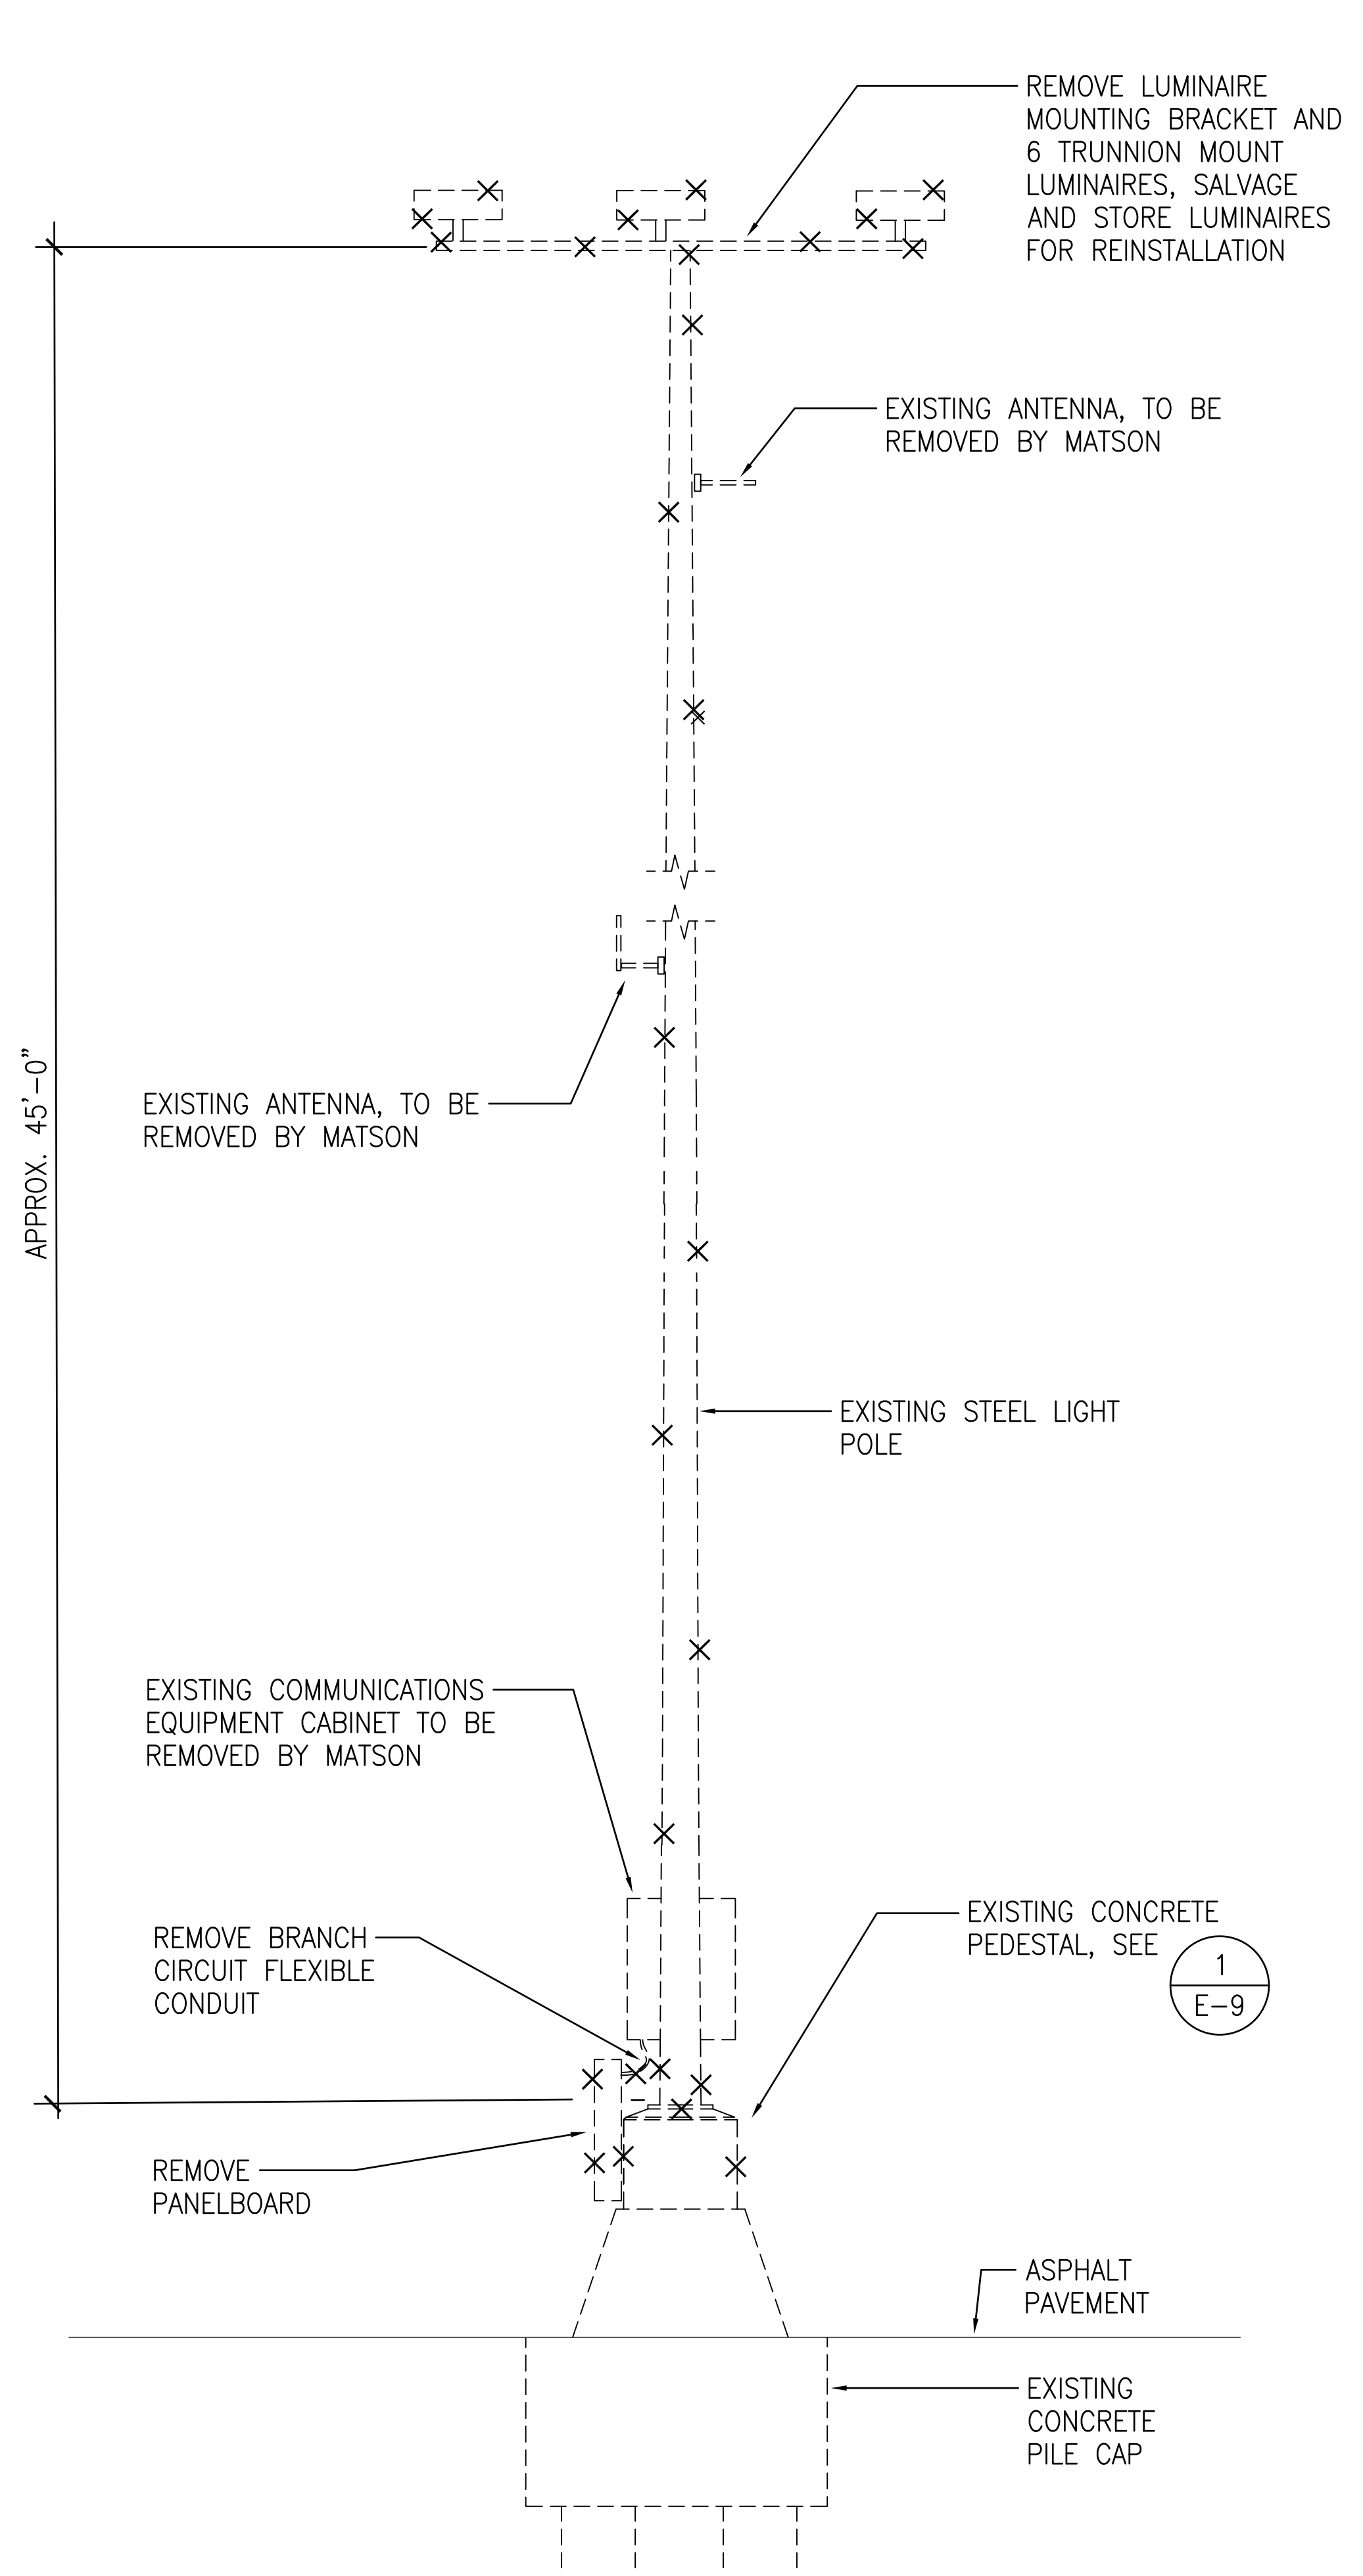 REMOVE LUMINAIRE
MOUNTING BRACKET AND
6 TRUNNION MOUNT
LUMINAIRES, SALVAGE
AND STORE LUMINAIRES
FOR REINSTALLATION
EXISTING ANTENNA, TO BE
REMOVED BY MATSON
APPROX. 45'-0"
EXISTING ANTENNA, TO BE
REMOVED BY MATSON
EXISTING STEEL LIGHT
POLE
EXISTING COMMUNICATIONS
EQUIPMENT CABINET TO BE
REMOVED BY MATSON
EXISTING CONCRETE
PEDESTAL, SEE
1
E-9
REMOVE BRANCH
CIRCUIT FLEXIBLE
CONDUIT
REMOVE
PANELBOARD
ASPHALT
PAVEMENT
EXISTING
CONCRETE
PILE CAP